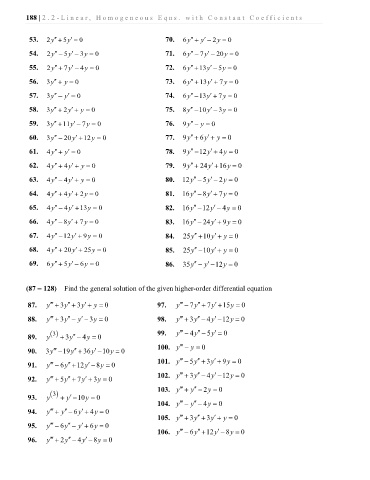 188 | 2.2-Linear, Homogeneous Eqns. with Constant Coefficients
53. 2y″ + 5y′ = 0
54. 2y″ − 5y′ − 3y = 0
55. 2y″ + 7y′ − 4y = 0
56. 3y″ + y = 0
57. 3y″ − y′ = 0
58. 3y″ + 2y′ + y = 0
59. 3y″ + 11y′ − 7y = 0
60. 3y″ − 20y′ + 12y = 0
61. 4y″ + y′ = 0
62. 4y″ + 4y′ + y = 0
63. 4y″ − 4y′ + y = 0
64. 4y″ + 4y′ + 2y = 0
65. 4y″ − 4y′ + 13y = 0
66. 4y″ − 8y′ + 7y = 0
67. 4y″ − 12y′ + 9y = 0
68. 4y″ + 20y′ + 25y = 0
69. 6y″ + 5y′ − 6y = 0
70. 6y″ + y′ − 2y = 0
71. 6y″ − 7y′ − 20y = 0
72. 6y″ + 13y′ − 5y = 0
73. 6y″ + 13y′ + 7y = 0
74. 6y″ − 13y′ + 7y = 0
75. 8y″ − 10y′ − 3y = 0
76. 9y″ − y = 0
77. 9y″ + 6y′ + y = 0
78. 9y″ − 12y′ + 4y = 0
79. 9y″ + 24y′ + 16y = 0
80. 12y″ − 5y′ − 2y = 0
81. 16y″ − 8y′ + 7y = 0
82. 16y″ − 12y′ − 4y = 0
83. 16y″ − 24y′ + 9y = 0
84. 25y″ + 10y′ + y = 0
85. 25y″ − 10y′ + y = 0
86. 35y″ − y′ − 12y = 0
(87 – 128) Find the general solution of the given higher-order differential equation
87. y‴ + 3y″ + 3y′ + y = 0
88. y‴ + 3y″ − y′ − 3y = 0
89. y⁽³⁾ + 3y″ − 4y = 0
90. 3y‴ − 19y″ + 36y′ − 10y = 0
91. y‴ − 6y″ + 12y′ − 8y = 0
92. y‴ + 5y″ + 7y′ + 3y = 0
93. y⁽³⁾ + y′ − 10y = 0
94. y‴ + y″ − 6y′ + 4y = 0
95. y‴ − 6y″ − y′ + 6y = 0
96. y‴ + 2y″ − 4y′ − 8y = 0
97. y‴ − 7y″ + 7y′ + 15y = 0
98. y‴ + 3y″ − 4y′ − 12y = 0
99. y‴ − 4y″ − 5y′ = 0
100. y‴ − y = 0
101. y‴ − 5y″ + 3y′ + 9y = 0
102. y‴ + 3y″ − 4y′ − 12y = 0
103. y‴ + y″ − 2y = 0
104. y‴ − y″ − 4y = 0
105. y‴ + 3y″ + 3y′ + y = 0
106. y‴ − 6y″ + 12y′ − 8y = 0